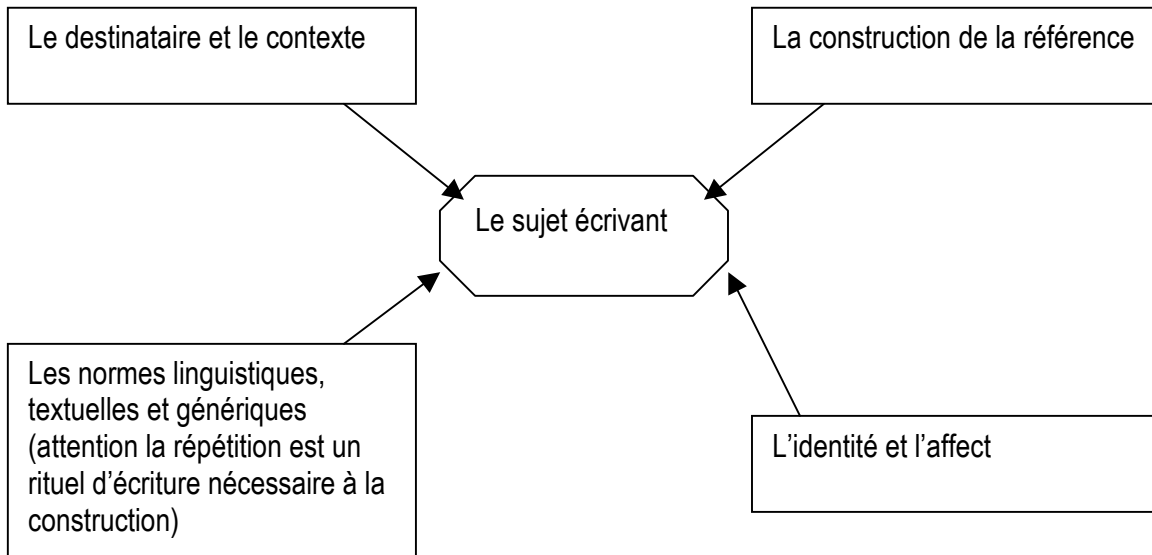 Le destinataire et le contexte
La construction de la référence
Le sujet écrivant
Les normes linguistiques,
textuelles et génériques
(attention la répétition est un
rituel d’écriture nécessaire à la
construction)
L’identité et l’affect